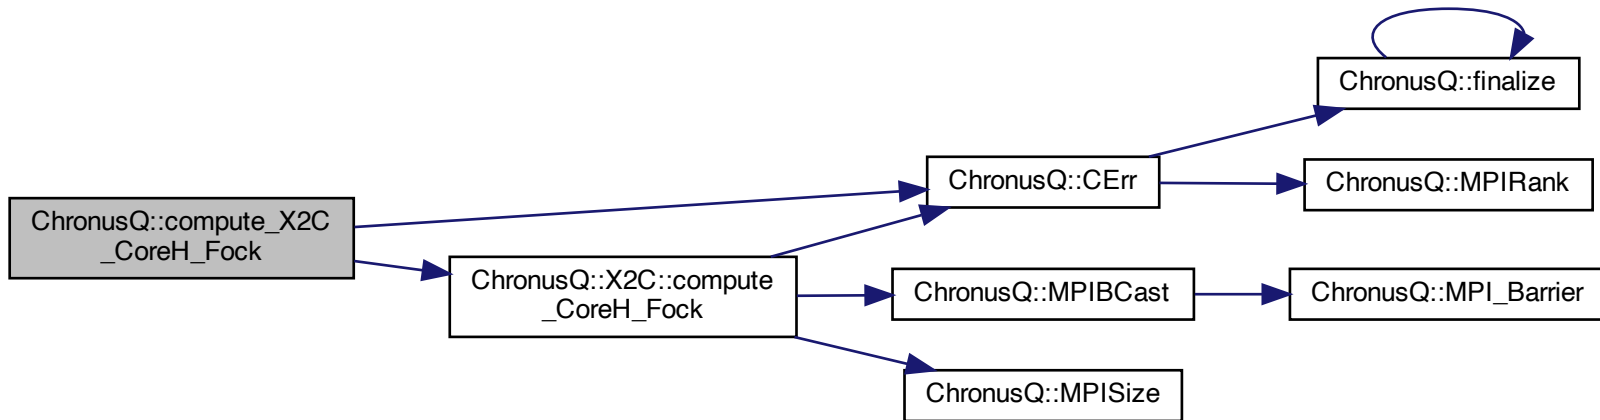 ChronusQ::compute_X2C
_CoreH_Fock
ChronusQ::X2C::compute
_CoreH_Fock
ChronusQ::CErr
ChronusQ::MPIBCast
ChronusQ::MPISize
ChronusQ::finalize
ChronusQ::MPIRank
ChronusQ::MPI_Barrier